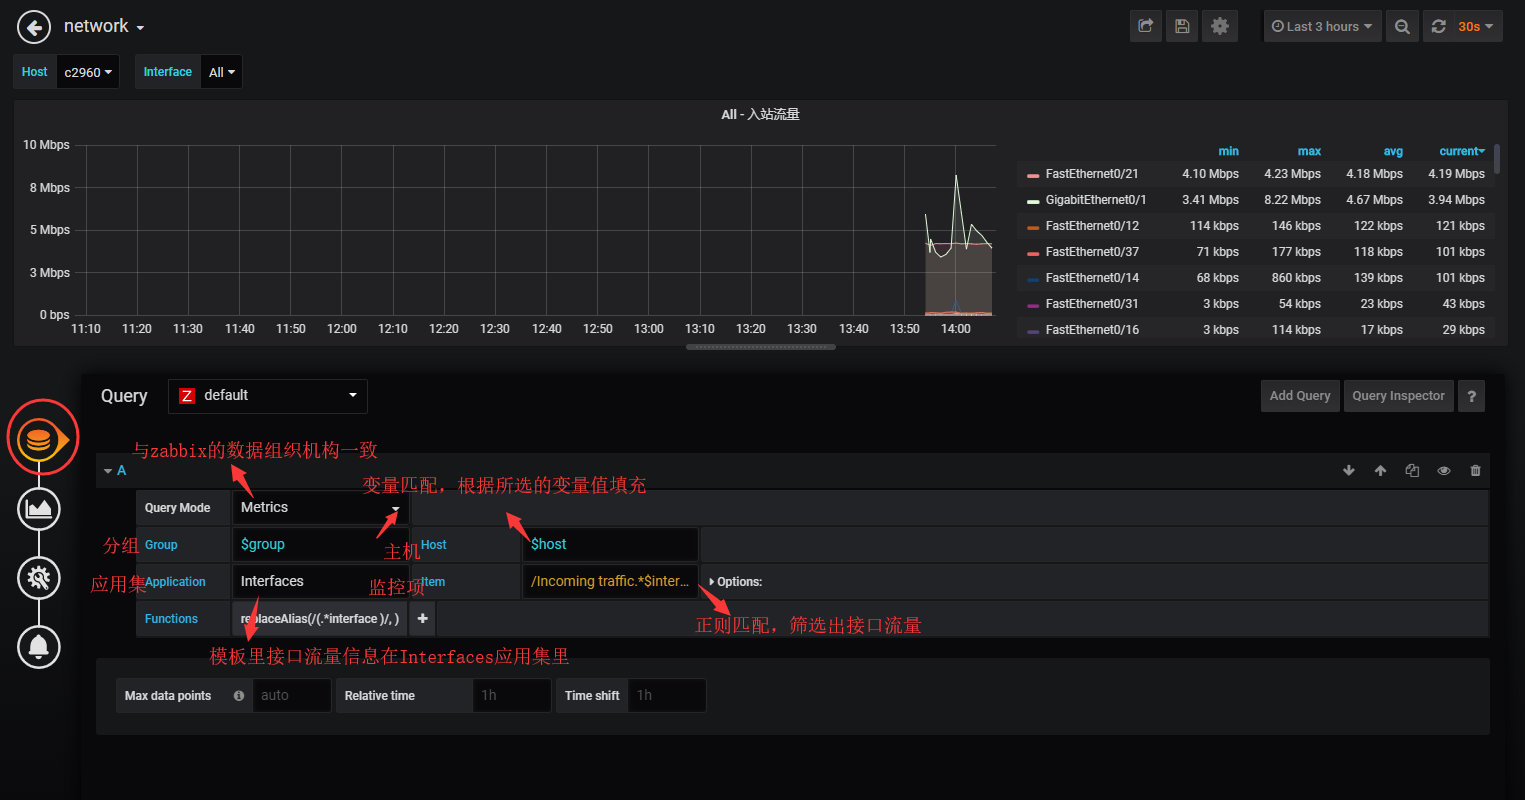 network
Last 3 hours
30s
Host c2960 Interface All
All - 入站流量
10 Mbps
8 Mbps
5 Mbps
3 Mbps
0 bps
11:10 11:20 11:30 11:40 11:50 12:00 12:10 12:20 12:30 12:40 12:50 13:00 13:10 13:20 13:30 13:40 13:50 14:00
min max avg current
FastEthernet0/21 4.10 Mbps 4.23 Mbps 4.18 Mbps 4.19 Mbps
GigabitEthernet0/1 3.41 Mbps 8.22 Mbps 4.67 Mbps 3.94 Mbps
FastEthernet0/12 114 kbps 146 kbps 122 kbps 121 kbps
FastEthernet0/37 71 kbps 177 kbps 118 kbps 101 kbps
FastEthernet0/14 68 kbps 860 kbps 139 kbps 101 kbps
FastEthernet0/31 3 kbps 54 kbps 23 kbps 43 kbps
FastEthernet0/16 3 kbps 114 kbps 17 kbps 29 kbps
Query Z default Add Query Query Inspector ?
与zabbix的数据组织机构一致
A
变量匹配，根据所选的变量值填充
Query Mode Metrics
分组 Group $group 主机 Host $host
应用集 Application Interfaces 监控项 Item /Incoming traffic.*$inter... Options:
Functions replaceAlias(/(.*interface )/, ) +
正则匹配，筛选出接口流量
模板里接口流量信息在Interfaces应用集里
Max data points auto Relative time 1h Time shift 1h